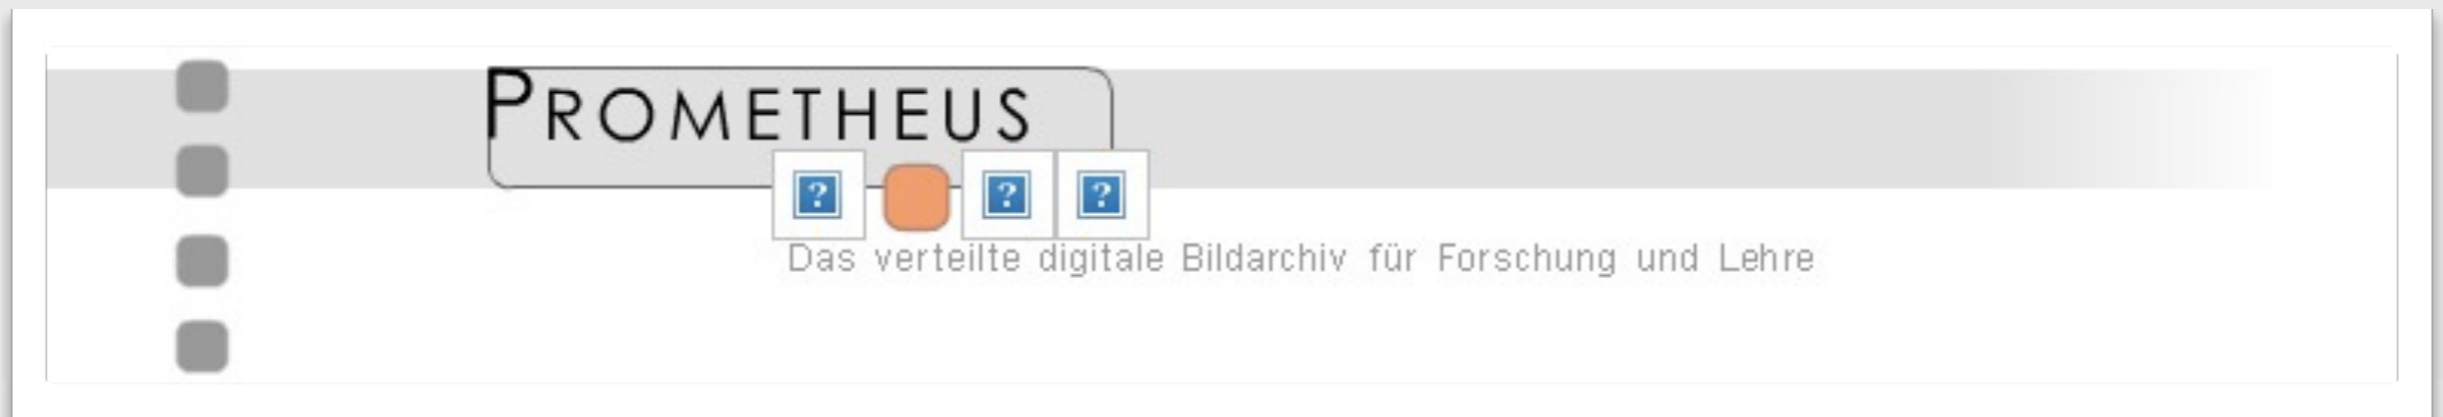 PROMETHEUS
Das verteilte digitale Bildarchiv für Forschung und Lehre